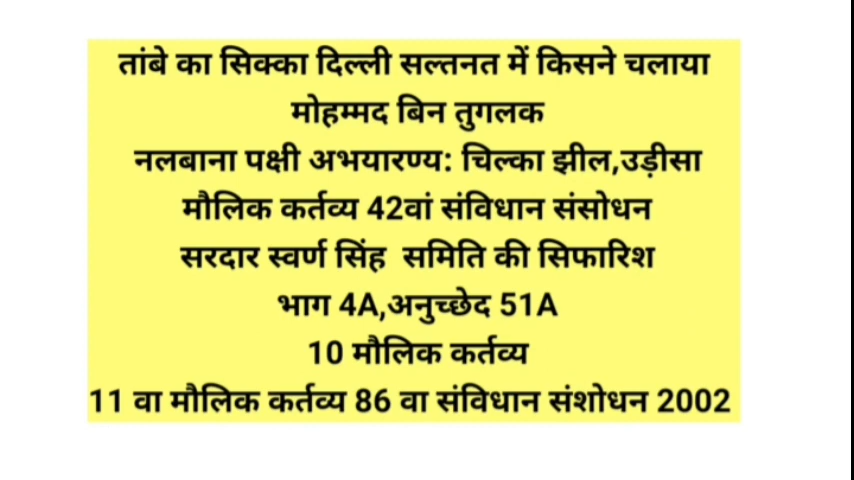 तांबे का सिक्का दिल्ली सल्तनत में किसने चलाया
मोहम्मद बिन तुगलक
नलबाना पक्षी अभयारण्य: चिल्का झील,उड़ीसा
मौलिक कर्तव्य 42वां संविधान संसोधन
सरदार स्वर्ण सिंह समिति की सिफारिश
भाग 4A,अनुच्छेद 51A
10 मौलिक कर्तव्य
11 वा मौलिक कर्तव्य 86 वा संविधान संशोधन 2002